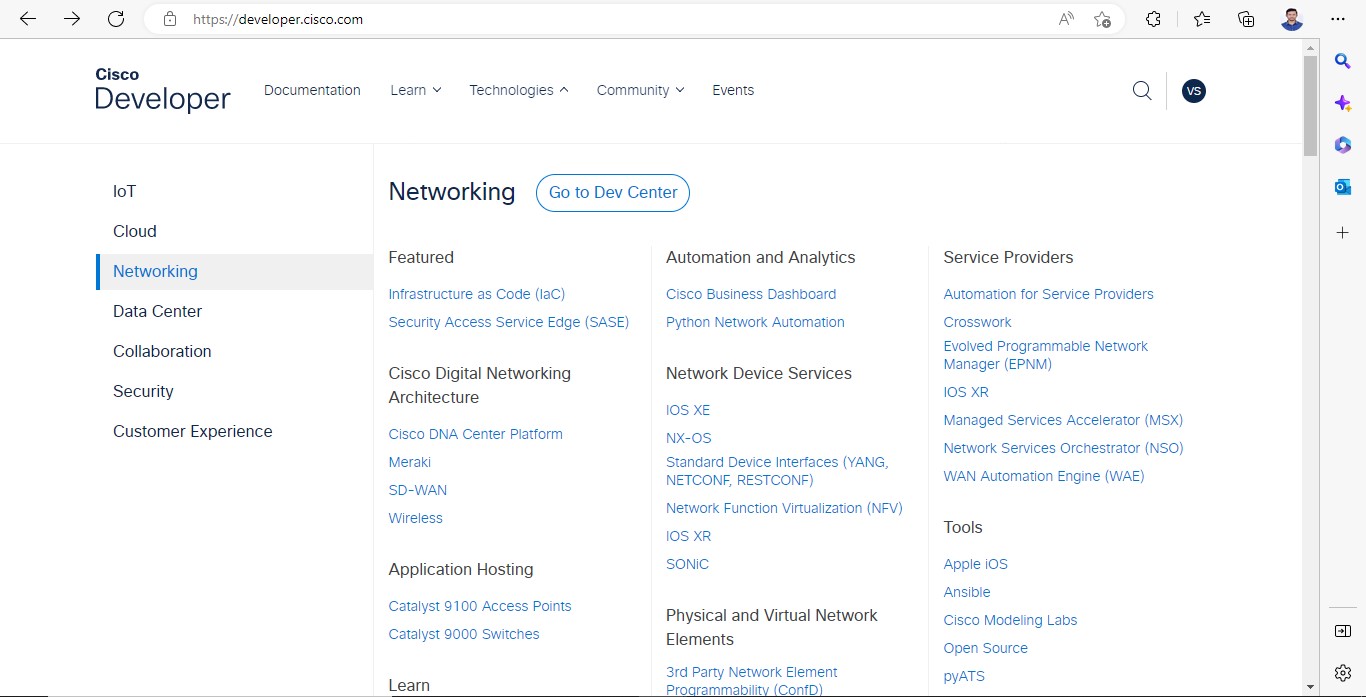 https://developer.cisco.com
Cisco
Developer
Documentation
Learn
Technologies
Community
Events
VS
IoT
Cloud
Networking
Data Center
Collaboration
Security
Customer Experience
Networking
Go to Dev Center
Featured
Infrastructure as Code (IaC)
Security Access Service Edge (SASE)
Cisco Digital Networking
Architecture
Cisco DNA Center Platform
Meraki
SD-WAN
Wireless
Application Hosting
Catalyst 9100 Access Points
Catalyst 9000 Switches
Learn
Automation and Analytics
Cisco Business Dashboard
Python Network Automation
Network Device Services
IOS XE
NX-OS
Standard Device Interfaces (YANG,
NETCONF, RESTCONF)
Network Function Virtualization (NFV)
IOS XR
SONiC
Physical and Virtual Network
Elements
3rd Party Network Element
Programmability (ConfD)
Service Providers
Automation for Service Providers
Crosswork
Evolved Programmable Network
Manager (EPNM)
IOS XR
Managed Services Accelerator (MSX)
Network Services Orchestrator (NSO)
WAN Automation Engine (WAE)
Tools
Apple iOS
Ansible
Cisco Modeling Labs
Open Source
pyATS